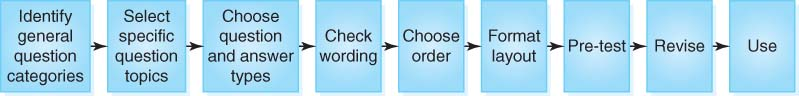 Identify
general
question
categories
Select
specific
question
topics
Choose
question
and answer
types
Check
wording
Choose
order
Format
layout
Pre-test
Revise
Use